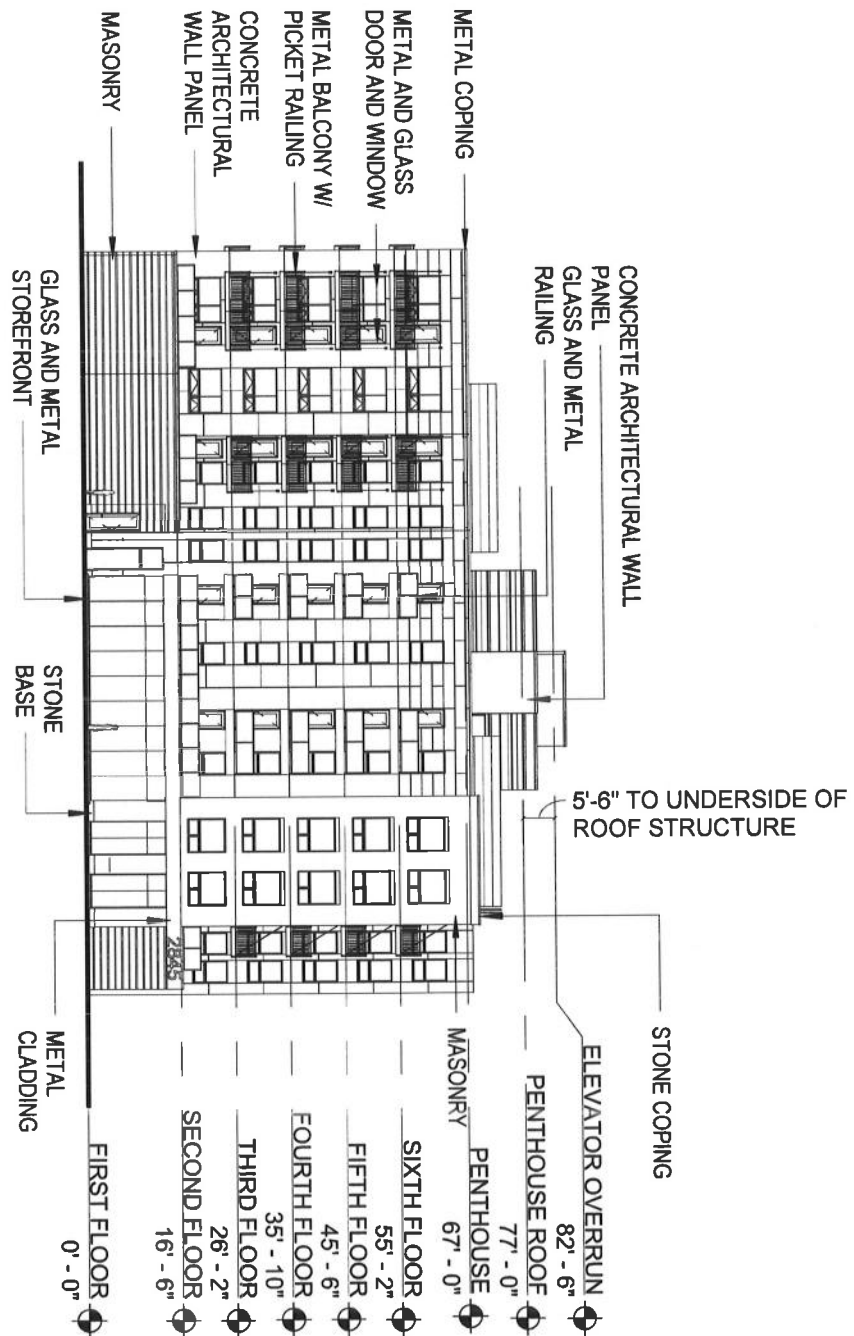 METAL COPING
METAL AND GLASS
DOOR AND WINDOW
METAL BALCONY W/
PICKET RAILING
CONCRETE
ARCHITECTURAL
WALL PANEL
MASONRY
CONCRETE ARCHITECTURAL WALL
PANEL
GLASS AND METAL
RAILING
GLASS AND METAL
STOREFRONT
STONE
BASE
5'-6" TO UNDERSIDE OF
ROOF STRUCTURE
2845
METAL
CLADDING
MASONRY
STONE COPING
ELEVATOR OVERRUN
82' - 6"
PENTHOUSE ROOF
77' - 0"
PENTHOUSE
67' - 0"
SIXTH FLOOR
55' - 2"
FIFTH FLOOR
45' - 6"
FOURTH FLOOR
35' - 10"
THIRD FLOOR
26' - 2"
SECOND FLOOR
16' - 6"
FIRST FLOOR
0' - 0"